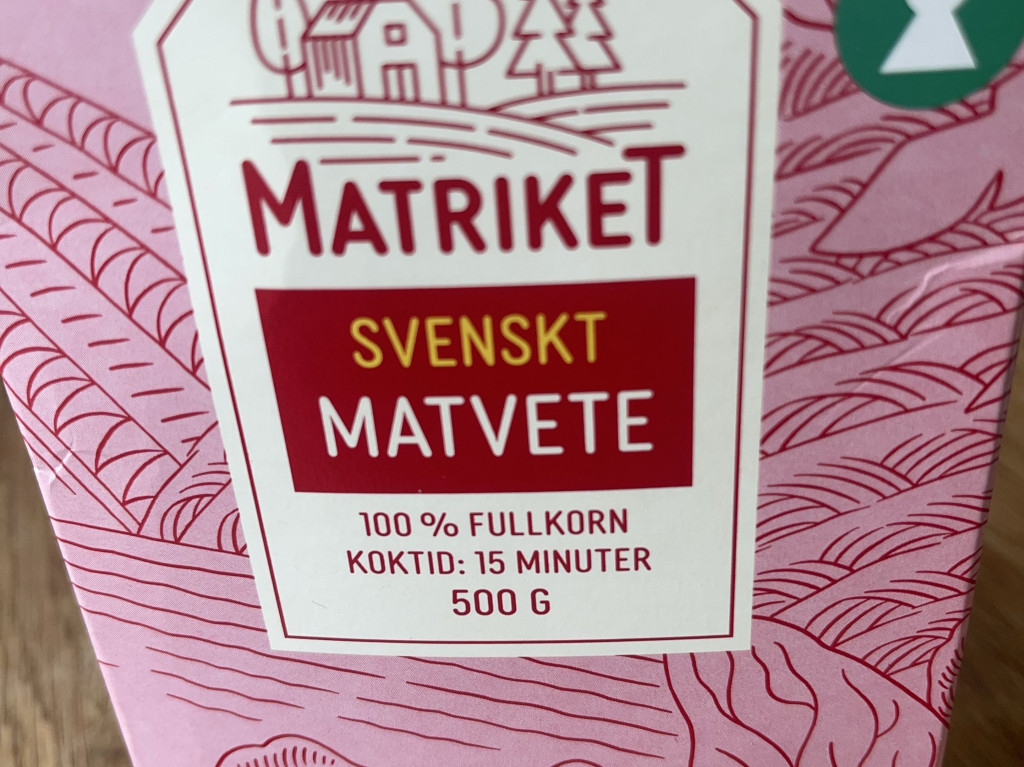 MATRIKET
SVENSKT
MATVETE
100 % FULLKORN
KOKTID: 15 MINUTER
500 G